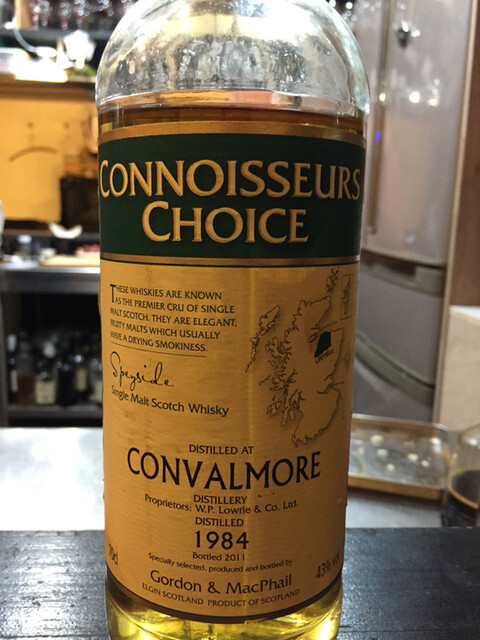 CONNOISSEURS
CHOICE
THESE WHISKIES ARE KNOWN
AS THE PREMIER CRU OF SINGLE
MALT SCOTCH. THEY ARE ELEGANT,
FRUITY MALTS WHICH USUALLY
HAVE A DRYING SMOKINESS.
Speyside
Single Malt Scotch Whisky
SPEYSIDE
DISTILLED AT
CONVALMORE
DISTILLERY
Proprietors: W.P. Lowrie & Co. Ltd.
DISTILLED
1984
Bottled 2011
Specially selected, produced and bottled by
70cl
Gordon & MacPhail
43% vol
ELGIN SCOTLAND PRODUCT OF SCOTLAND